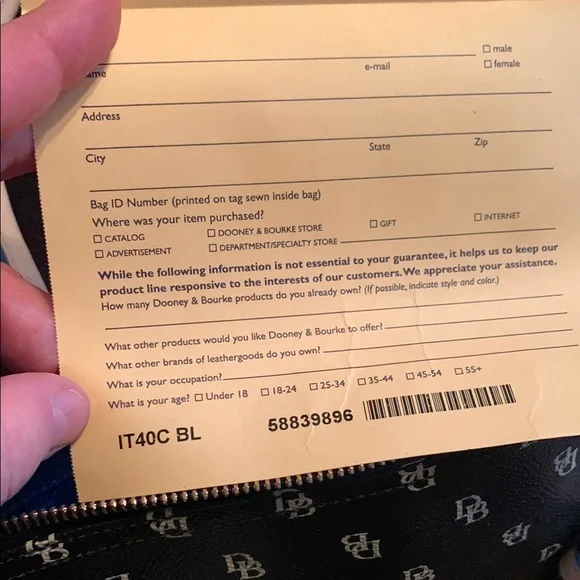 ☐ male
ame e-mail ☐ female
Address
City State Zip
Bag ID Number (printed on tag sewn inside bag)
Where was your item purchased?
☐ CATALOG ☐ DOONEY & BOURKE STORE ☐ GIFT ☐ INTERNET
☐ ADVERTISEMENT ☐ DEPARTMENT/SPECIALTY STORE
While the following information is not essential to your guarantee, it helps us to keep our
product line responsive to the interests of our customers. We appreciate your assistance.
How many Dooney & Bourke products do you already own? (If possible, indicate style and color.)
What other products would you like Dooney & Bourke to offer?
What other brands of leathergoods do you own?
What is your occupation?
What is your age? ☐ Under 18 ☐ 18-24 ☐ 25-34 ☐ 35-44 ☐ 45-54 ☐ 55+
IT40C BL 58839896